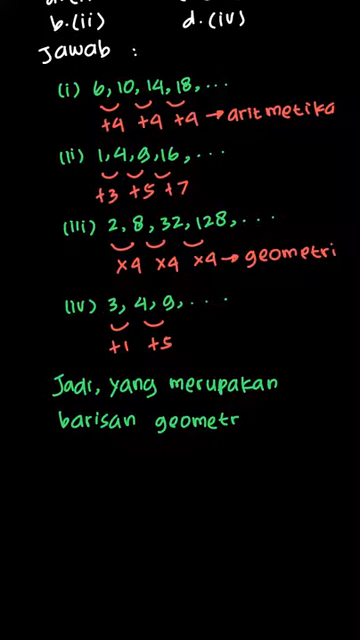 b.(ii) d.(iv)
Jawab :
(i) 6, 10, 14, 18, ...
+4 +4 +4 → aritmetika
(ii) 1, 4, 9, 16, ...
+3 +5 +7
(iii) 2, 8, 32, 128, ...
×4 ×4 ×4 → geometri
(iv) 3, 4, 9, ...
+1 +5
Jadi, yang merupakan
barisan geometr